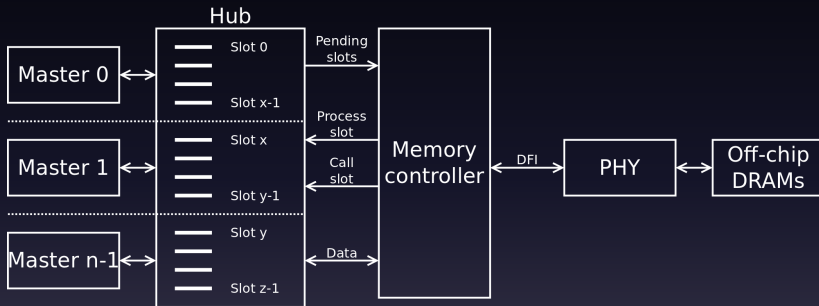 Hub
Master 0
Slot 0
Slot x-1
Pending
slots
Master 1
Slot x
Slot y-1
Process
slot
Call
slot
Master n-1
Slot y
Slot z-1
Data
Memory
controller
DFI
PHY
Off-chip
DRAMs